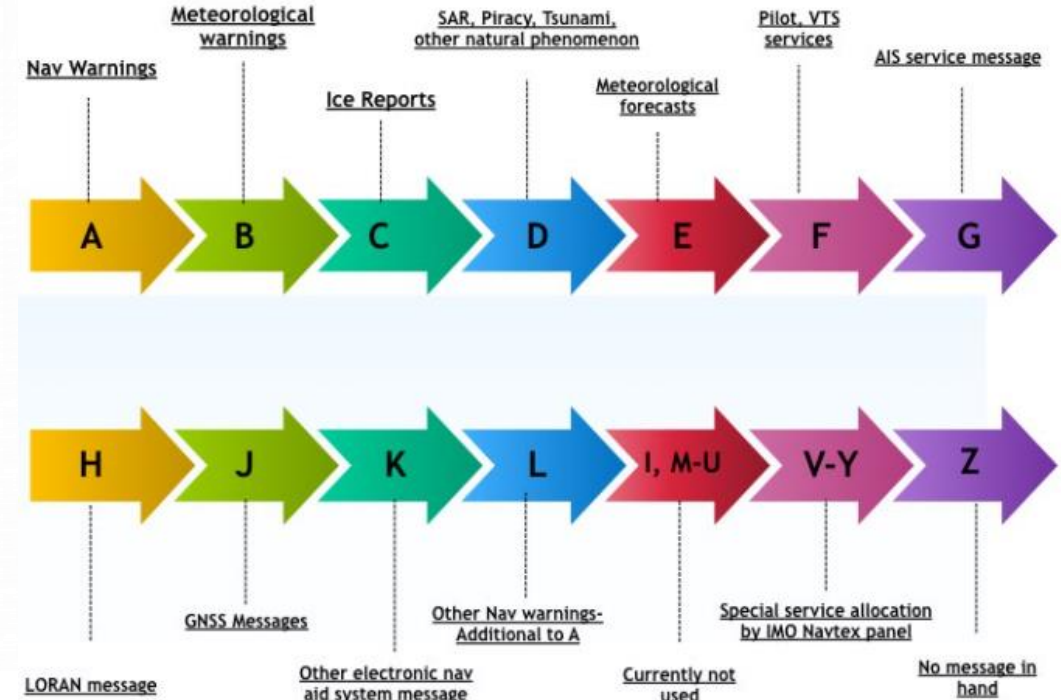 Meteorological
warnings
SAR, Piracy, Tsunami,
other natural phenomenon
Pilot, VTS
services
Nav Warnings
AIS service message
Ice Reports
Meteorological
forecasts
A
B
C
D
E
F
G
H
J
K
L
I, M-U
V-Y
Z
GNSS Messages
Other Nav warnings-
Additional to A
Special service allocation
by IMO Navtex panel
LORAN message
Other electronic nav
aid system message
Currently not
used
No message in
hand